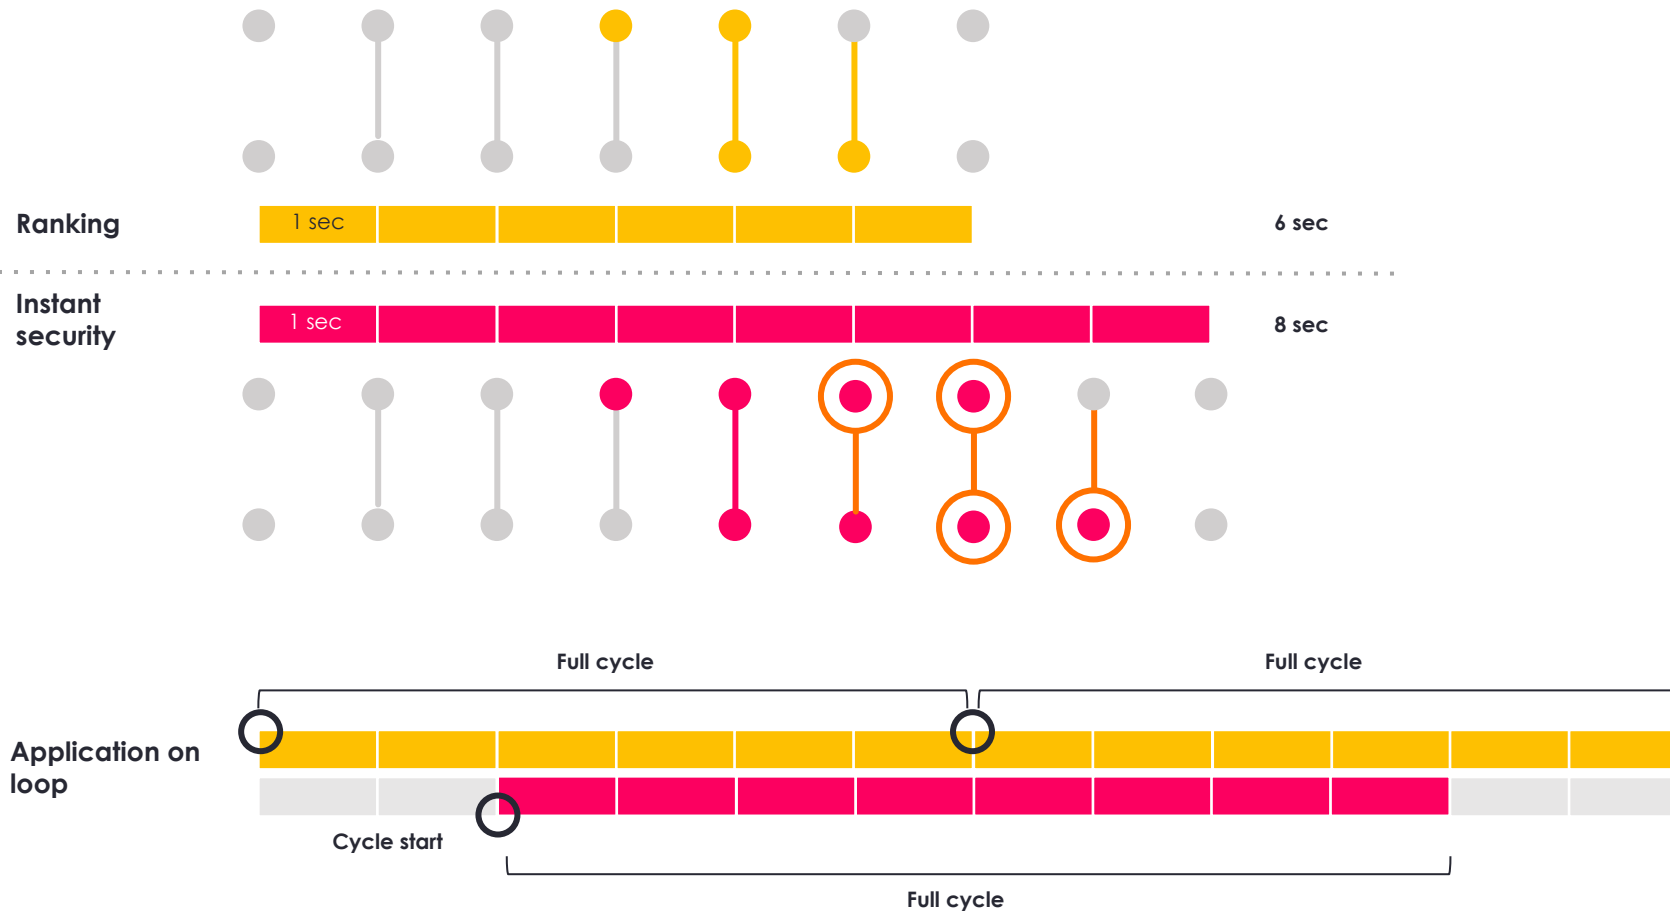 Ranking
1 sec
6 sec
Instant
security
1 sec
8 sec
Full cycle
Full cycle
Application on
loop
Cycle start
Full cycle